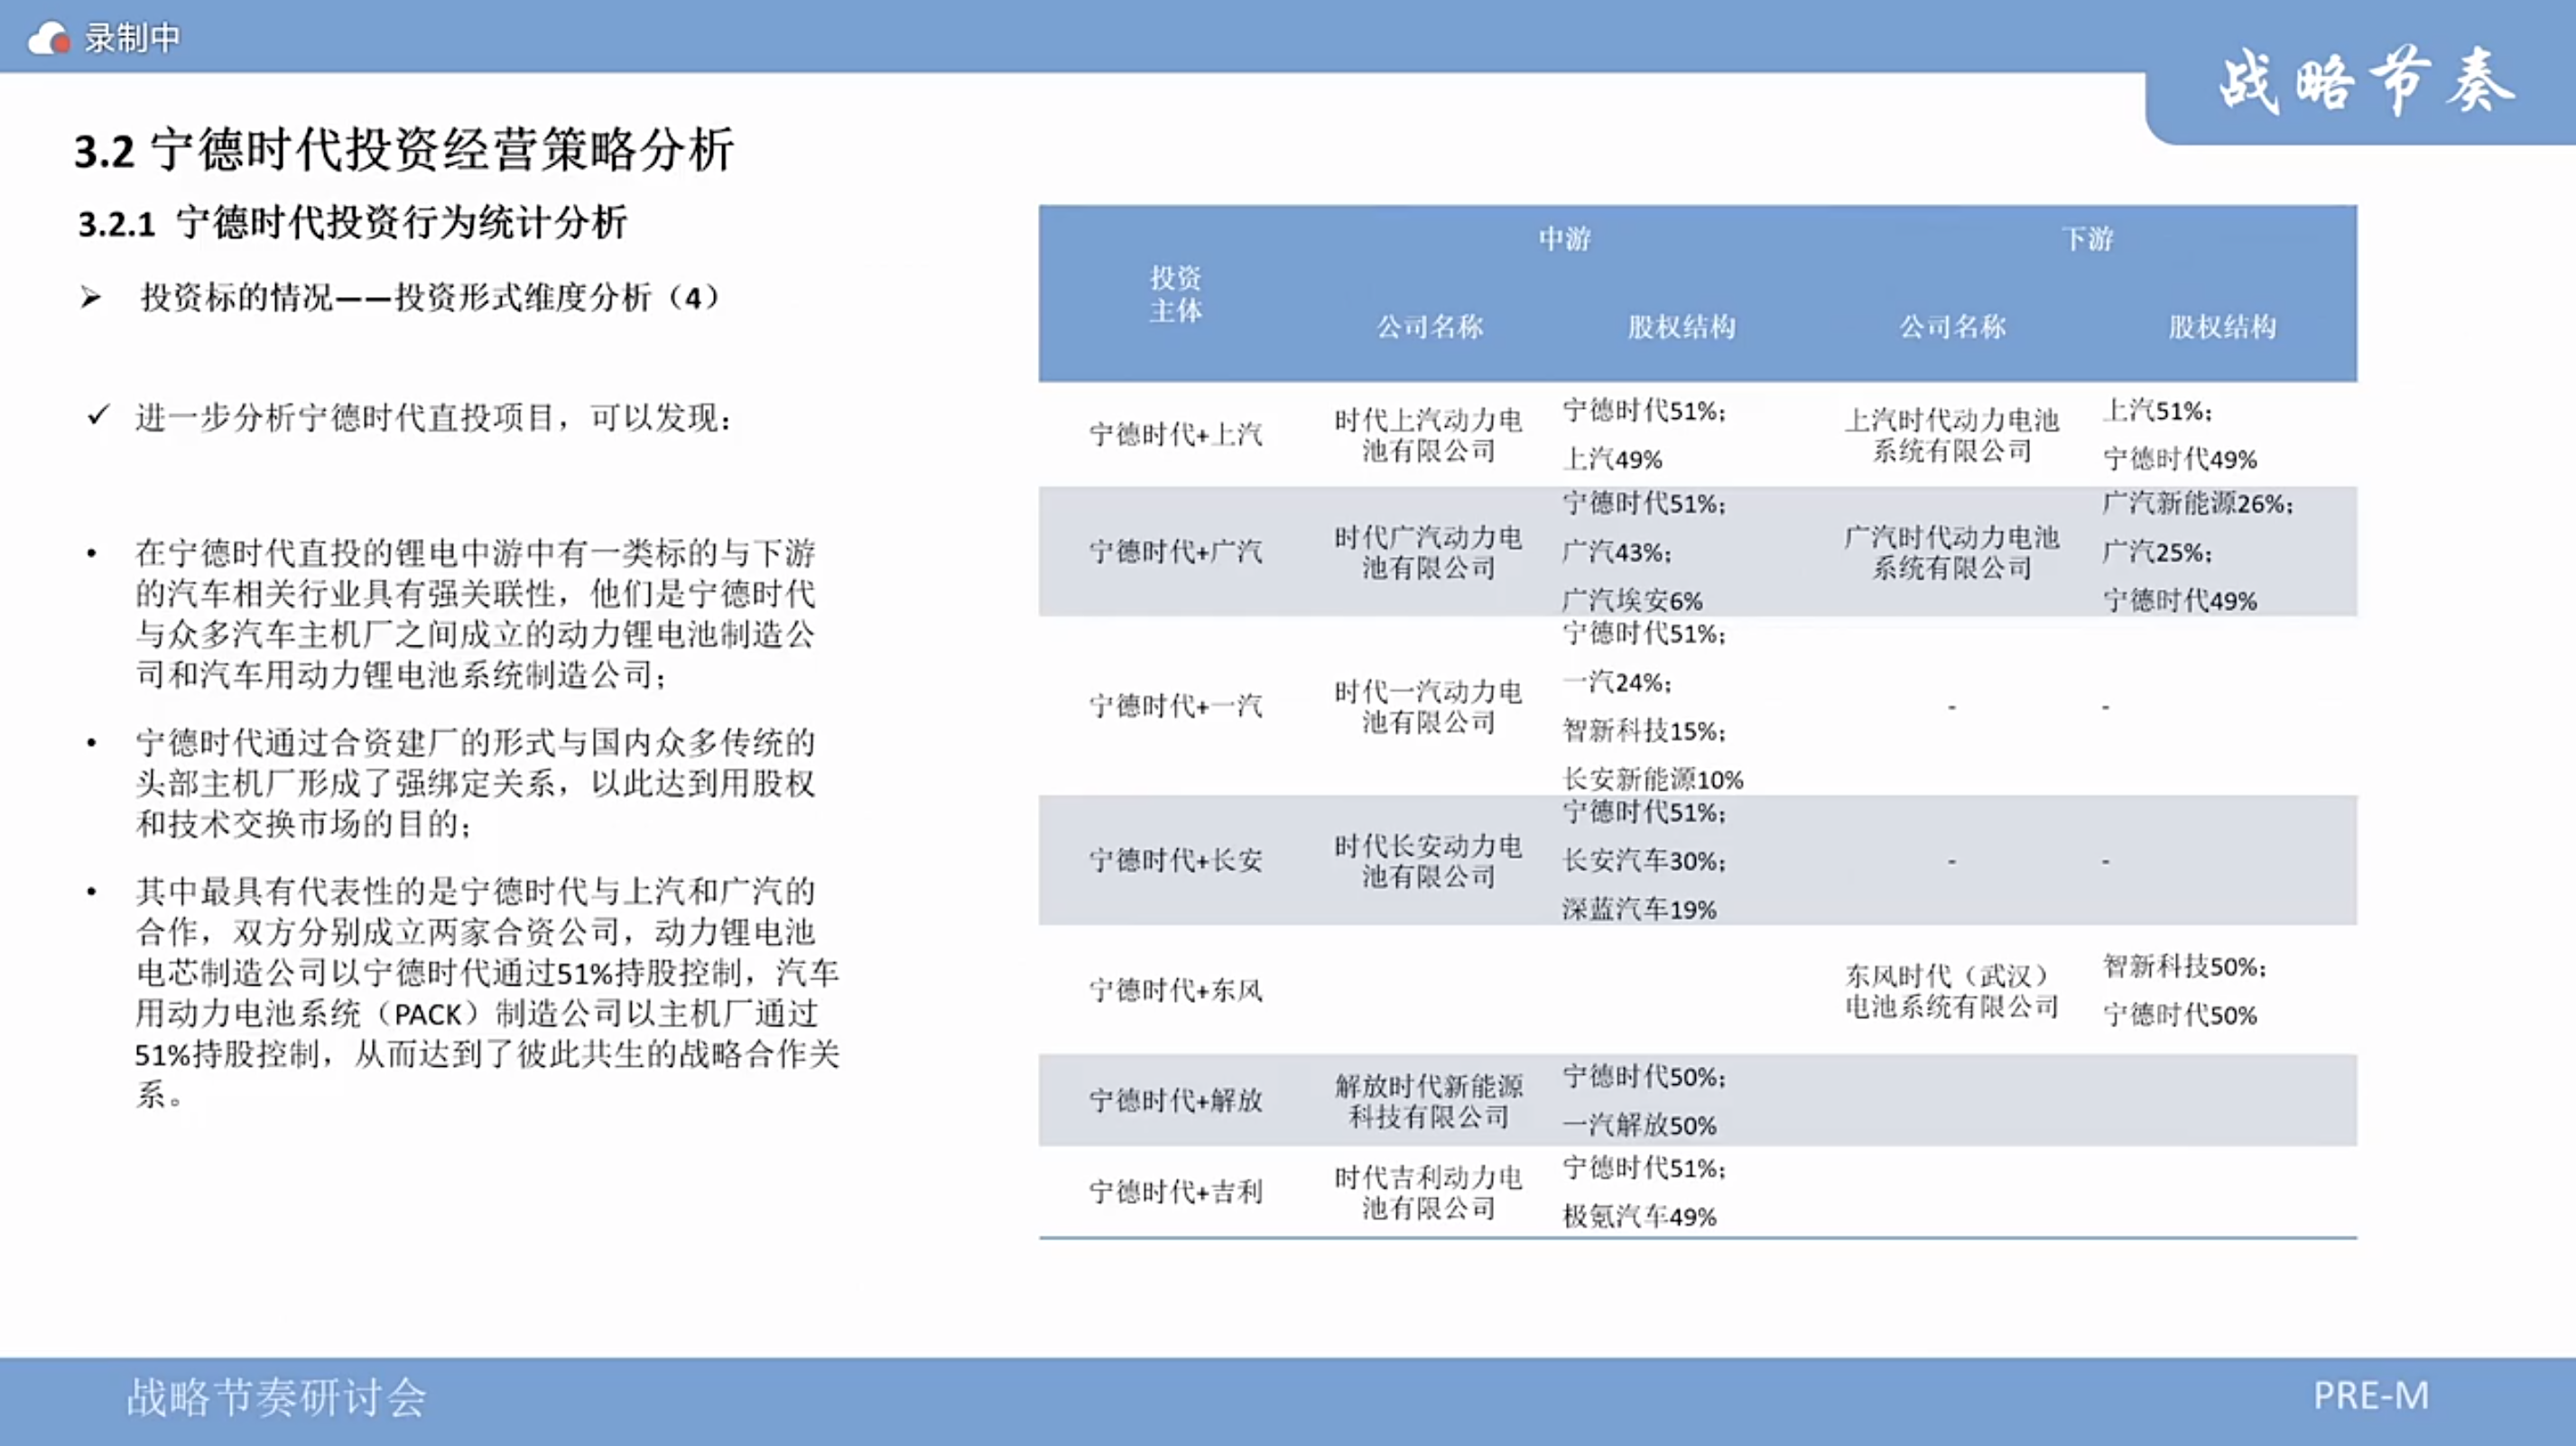 录制中
战略节奏
3.2 宁德时代投资经营策略分析
3.2.1 宁德时代投资行为统计分析
➢ 投资标的情况——投资形式维度分析（4）
✓ 进一步分析宁德时代直投项目，可以发现：
• 在宁德时代直投的锂电中游中有一类标的与下游
的汽车相关行业具有强关联性，他们是宁德时代
与众多汽车主机厂之间成立的动力锂电池制造公
司和汽车用动力锂电池系统制造公司；
• 宁德时代通过合资建厂的形式与国内众多传统的
头部主机厂形成了强绑定关系，以此达到用股权
和技术交换市场的目的；
• 其中最具有代表性的是宁德时代与上汽和广汽的
合作，双方分别成立两家合资公司，动力锂电池
电芯制造公司以宁德时代通过51%持股控制，汽车
用动力电池系统（PACK）制造公司以主机厂通过
51%持股控制，从而达到了彼此共生的战略合作关
系。
投资
主体
中游
下游
公司名称
股权结构
公司名称
股权结构
宁德时代+上汽
时代上汽动力电
池有限公司
宁德时代51%；
上汽49%
上汽时代动力电池
系统有限公司
上汽51%；
宁德时代49%
宁德时代+广汽
时代广汽动力电
池有限公司
宁德时代51%；
广汽43%；
广汽埃安6%
广汽时代动力电池
系统有限公司
广汽新能源26%；
广汽25%；
宁德时代49%
宁德时代+一汽
时代一汽动力电
池有限公司
宁德时代51%；
一汽24%；
智新科技15%；
长安新能源10%
-
-
宁德时代+长安
时代长安动力电
池有限公司
宁德时代51%；
长安汽车30%；
深蓝汽车19%
-
-
宁德时代+东风
东风时代（武汉）
电池系统有限公司
智新科技50%；
宁德时代50%
宁德时代+解放
解放时代新能源
科技有限公司
宁德时代50%；
一汽解放50%
宁德时代+吉利
时代吉利动力电
池有限公司
宁德时代51%；
极氪汽车49%
战略节奏研讨会
PRE-M